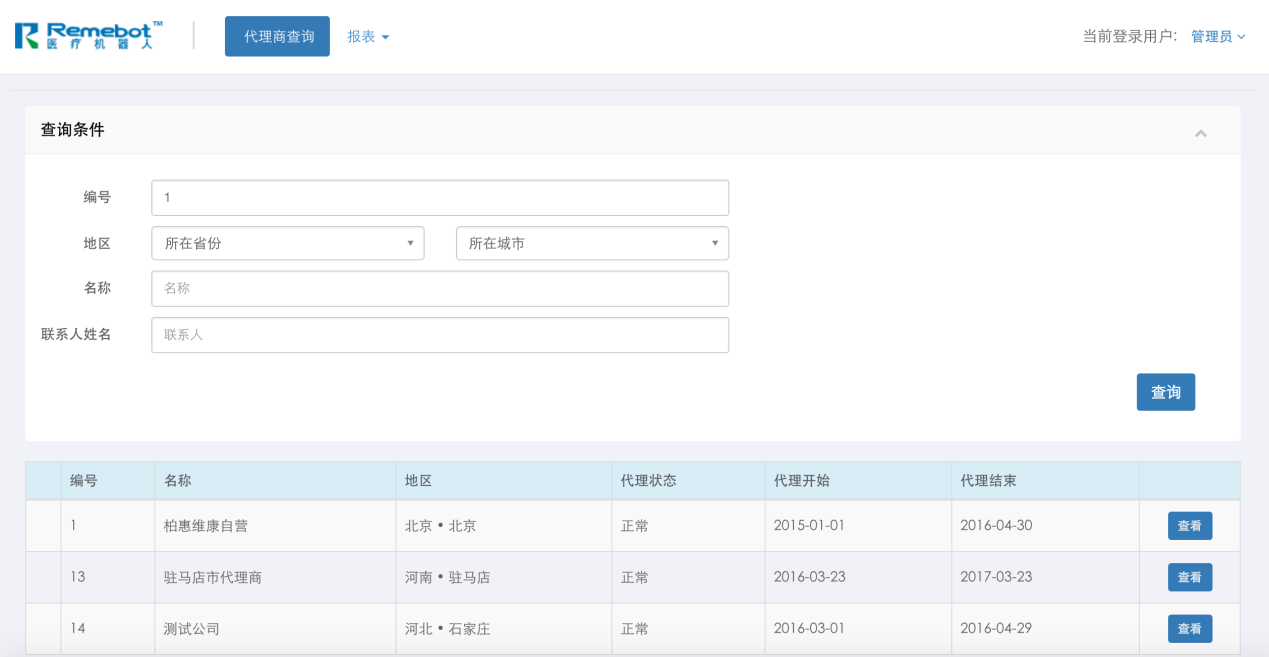 Remebot™ 代理商查询 报表 当前登录用户: 管理员
医疗机器人
查询条件
编号 1
地区 所在省份 所在城市
名称 名称
联系人姓名 联系人
查询
编号 名称 地区 代理状态 代理开始 代理结束
1 柏惠维康自营 北京 • 北京 正常 2015-01-01 2016-04-30 查看
13 驻马店市代理商 河南 • 驻马店 正常 2016-03-23 2017-03-23 查看
14 测试公司 河北 • 石家庄 正常 2016-03-01 2016-04-29 查看